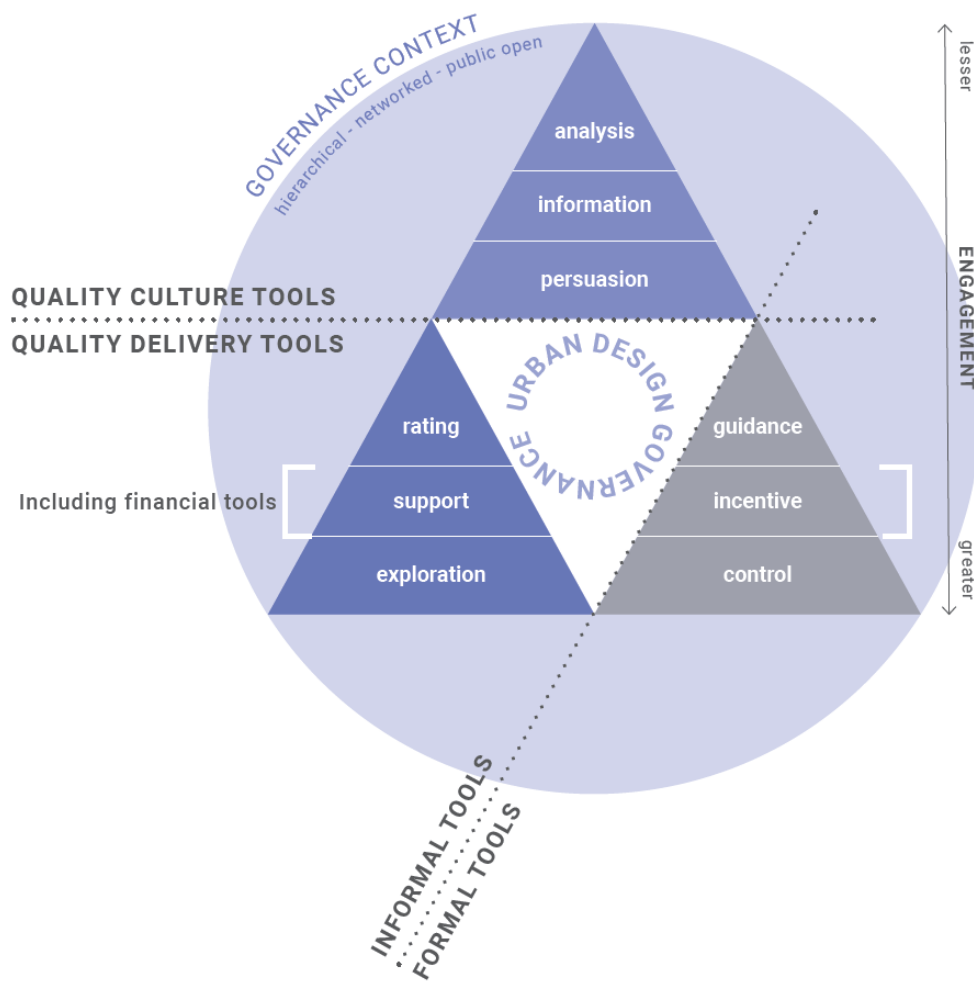 GOVERNANCE CONTEXT
hierarchical - networked - public open
lesser
analysis
information
persuasion
ENGAGEMENT
QUALITY CULTURE TOOLS
QUALITY DELIVERY TOOLS
URBAN DESIGN GOVERNANCE
rating
guidance
Including financial tools
support
incentive
exploration
control
greater
INFORMAL TOOLS
FORMAL TOOLS